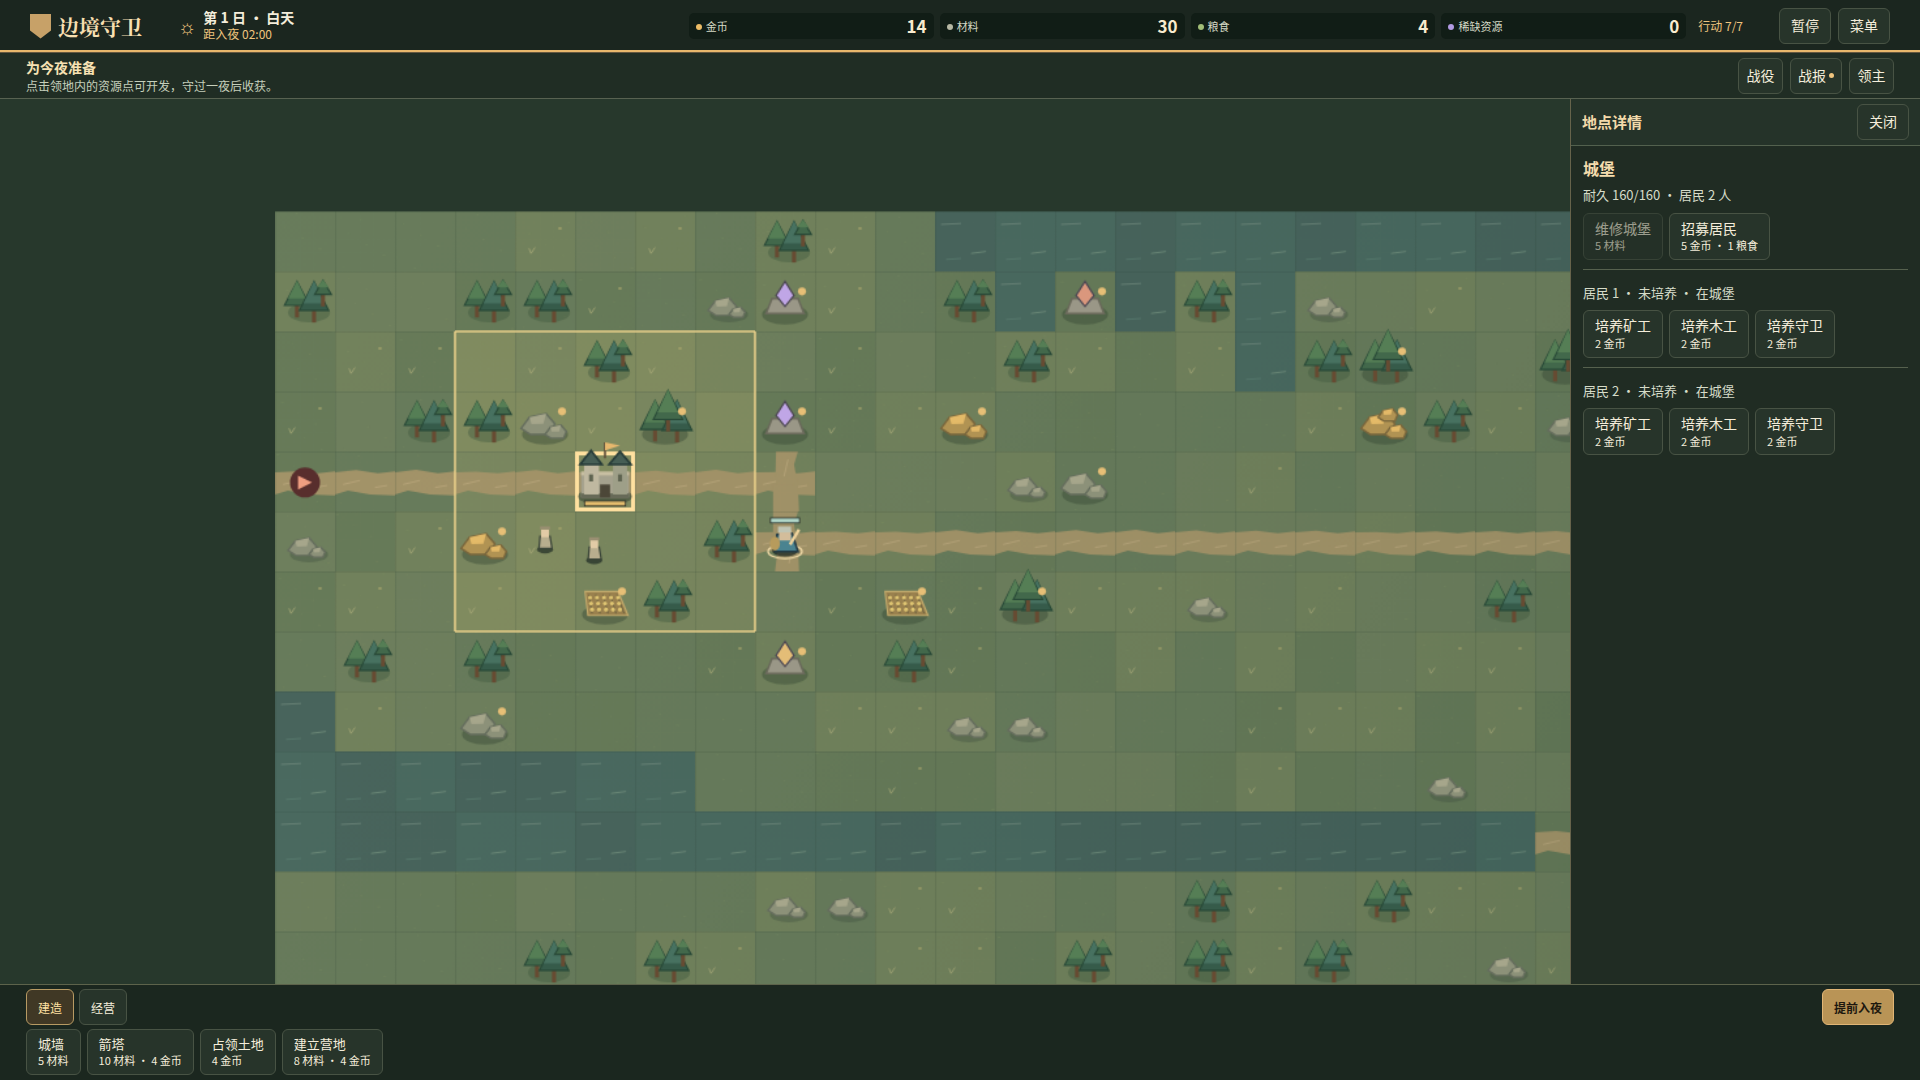 边境守卫
第 1 日 · 白天
距入夜 02:00
金币 14
材料 30
粮食 4
稀缺资源 0
行动 7/7
暂停
菜单
为今夜准备
点击领地内的资源点可开发，守过一夜后收获。
战役
战报
领主
地点详情
关闭
城堡
耐久 160/160 · 居民 2 人
维修城堡
5 材料
招募居民
5 金币 · 1 粮食
居民 1 · 未培养 · 在城堡
培养矿工
2 金币
培养木工
2 金币
培养守卫
2 金币
居民 2 · 未培养 · 在城堡
培养矿工
2 金币
培养木工
2 金币
培养守卫
2 金币
建造
经营
提前入夜
城墙
5 材料
箭塔
10 材料 · 4 金币
占领土地
4 金币
建立营地
8 材料 · 4 金币